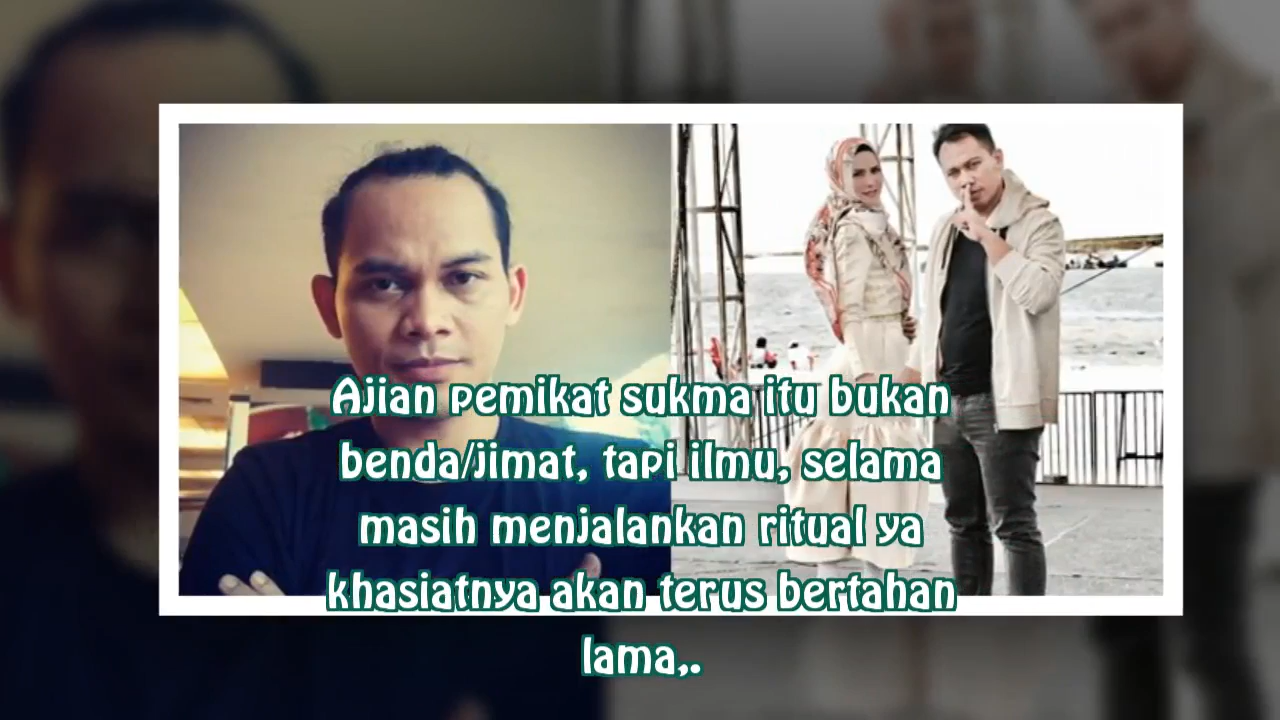 Ajian pemikat sukma itu bukan
benda/jimat, tapi ilmu, selama
masih menjalankan ritual ya
khasiatnya akan terus bertahan
lama,.